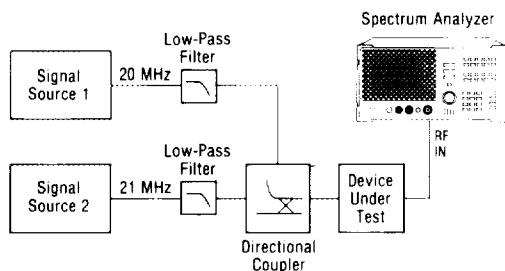 Spectrum Analyzer
Low-Pass
Filter
Signal
Source 1
20 MHz
RF
IN
Low-Pass
Filter
Signal
Source 2
21 MHz
Device
Under
Test
Directional
Coupler